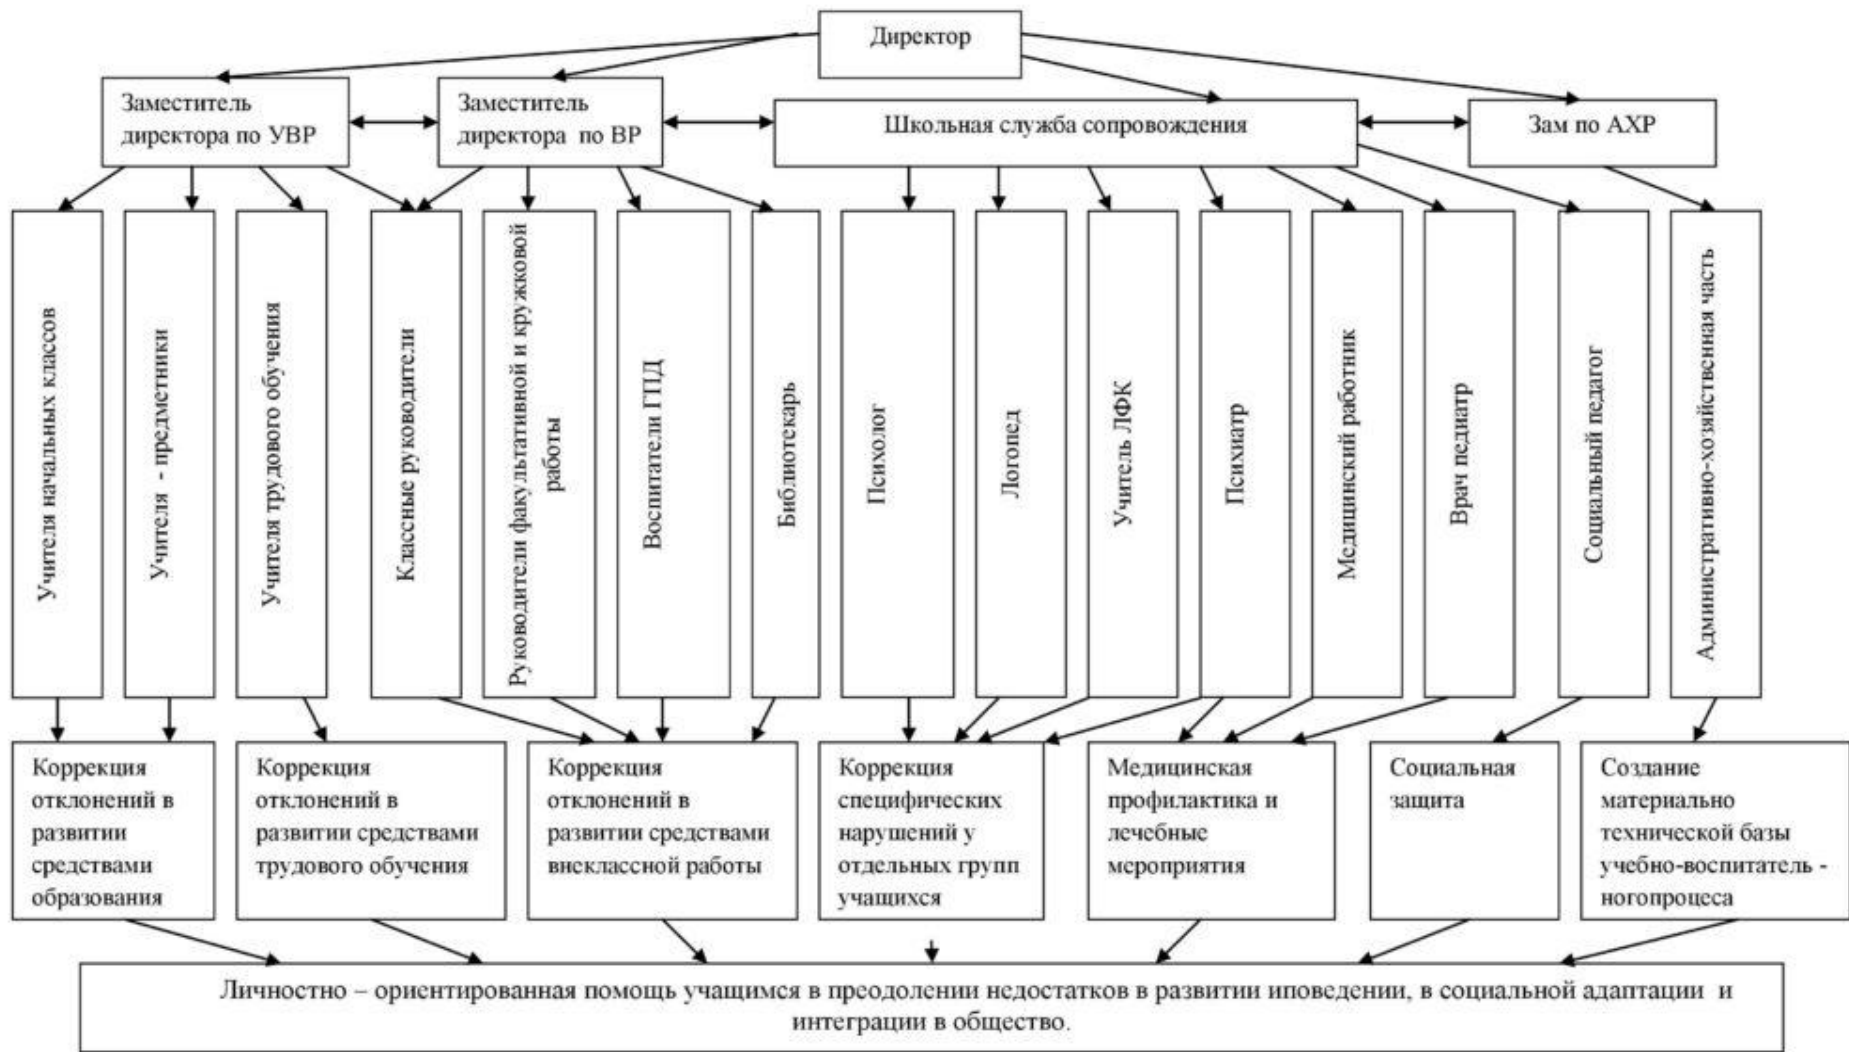 Директор
Заместитель
директора по УВР
Заместитель
директора по ВР
Школьная служба сопровождения
Зам по АХР
Учителя начальных классов
Учителя - предметники
Учителя трудового обучения
Классные руководители
Руководители факультативной и кружковой
работы
Воспитатели ГПД
Библиотекарь
Психолог
Логопед
Учитель ЛФК
Психиатр
Медицинский работник
Врач педиатр
Социальный педагог
Административно-хозяйственная часть
Коррекция
отклонений в
развитии
средствами
образования
Коррекция
отклонений в
развитии средствами
трудового обучения
Коррекция
отклонений в
развитии средствами
внеклассной работы
Коррекция
специфических
нарушений у
отдельных групп
учащихся
Медицинская
профилактика и
лечебные
мероприятия
Социальная
защита
Создание
материально
технической базы
учебно-воспитатель -
ногопроцеса
Личностно – ориентированная помощь учащимся в преодолении недостатков в развитии иповедении, в социальной адаптации и
интеграции в общество.